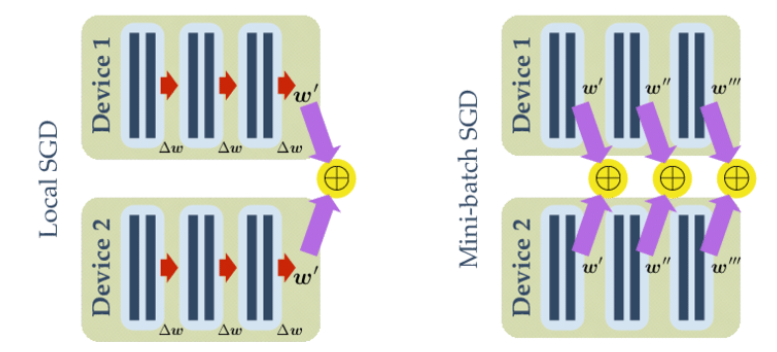 Local SGD
Device 1
Δw Δw Δw
w′
Device 2
w′
Δw Δw Δw
Mini-batch SGD
Device 1
w′ w″ w‴
Device 2
w′ w″ w‴